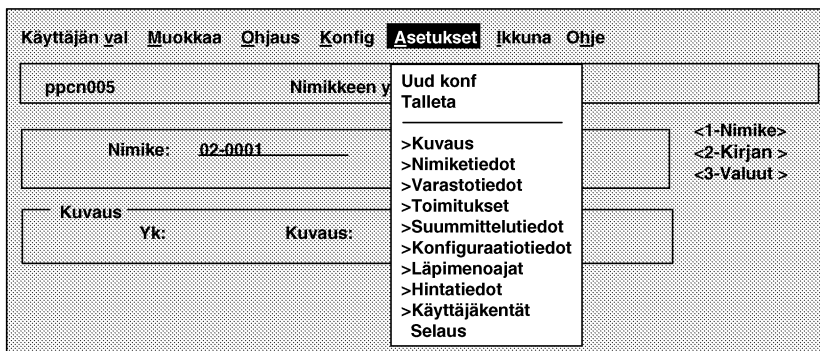 Käyttäjän val Muokkaa Ohjaus Konfig Asetukset Ikkuna Ohje
ppcn005 Nimikkeen y
Uud konf
Talleta
<1-Nimike>
<2-Kirjan >
<3-Valuut >
Nimike: 02-0001
Kuvaus
Yk: Kuvaus:
>Kuvaus
>Nimiketiedot
>Varastotiedot
>Toimitukset
>Suummittelutiedot
>Konfiguraatiotiedot
>Läpimenoajat
>Hintatiedot
>Käyttäjäkentät
Selaus